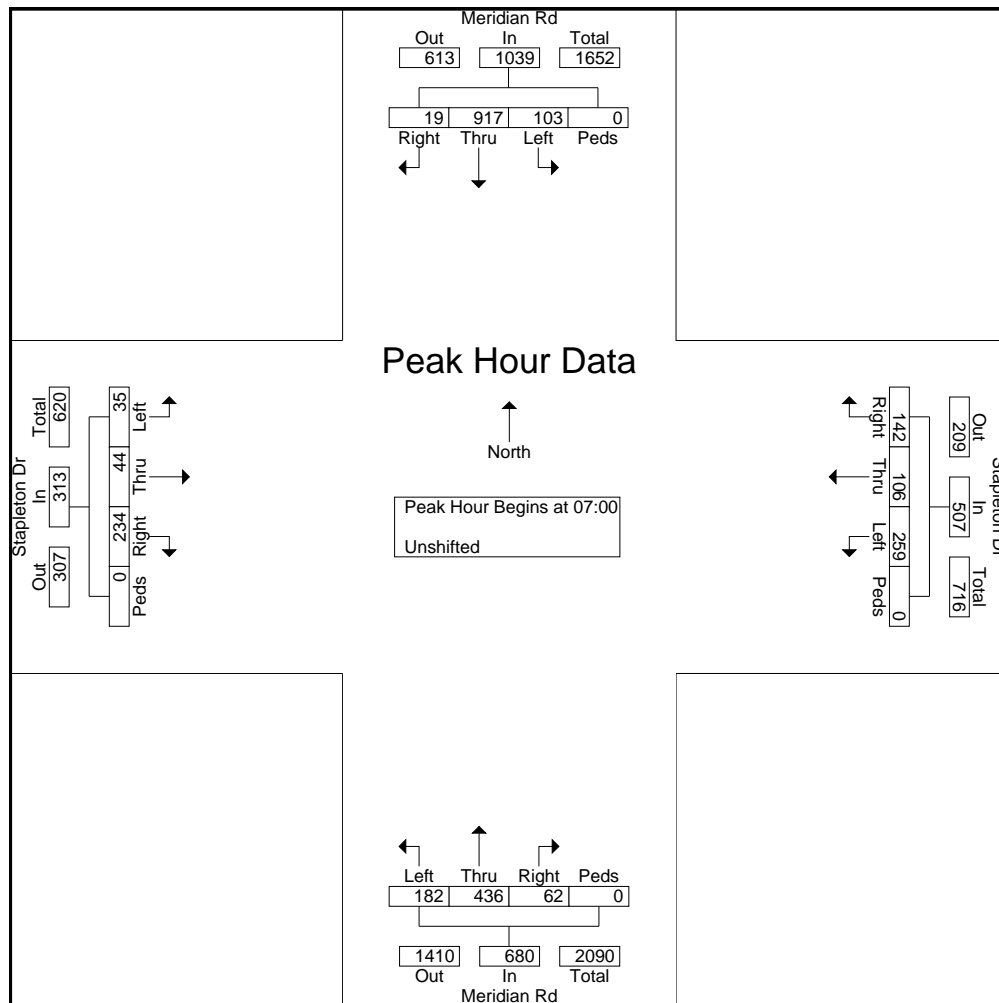 Meridian Rd
Out In Total
613 1039 1652
19 917 103 0
Right Thru Left Peds
Peak Hour Data
North
Peak Hour Begins at 07:00
Unshifted
Stapleton Dr
Out In Total
307 313 620
35 44 234 0
Left Thru Right Peds
Stapleton Dr
Out In Total
209 507 716
142 106 259 0
Right Thru Left Peds
Left Thru Right Peds
182 436 62 0
1410 680 2090
Out In Total
Meridian Rd